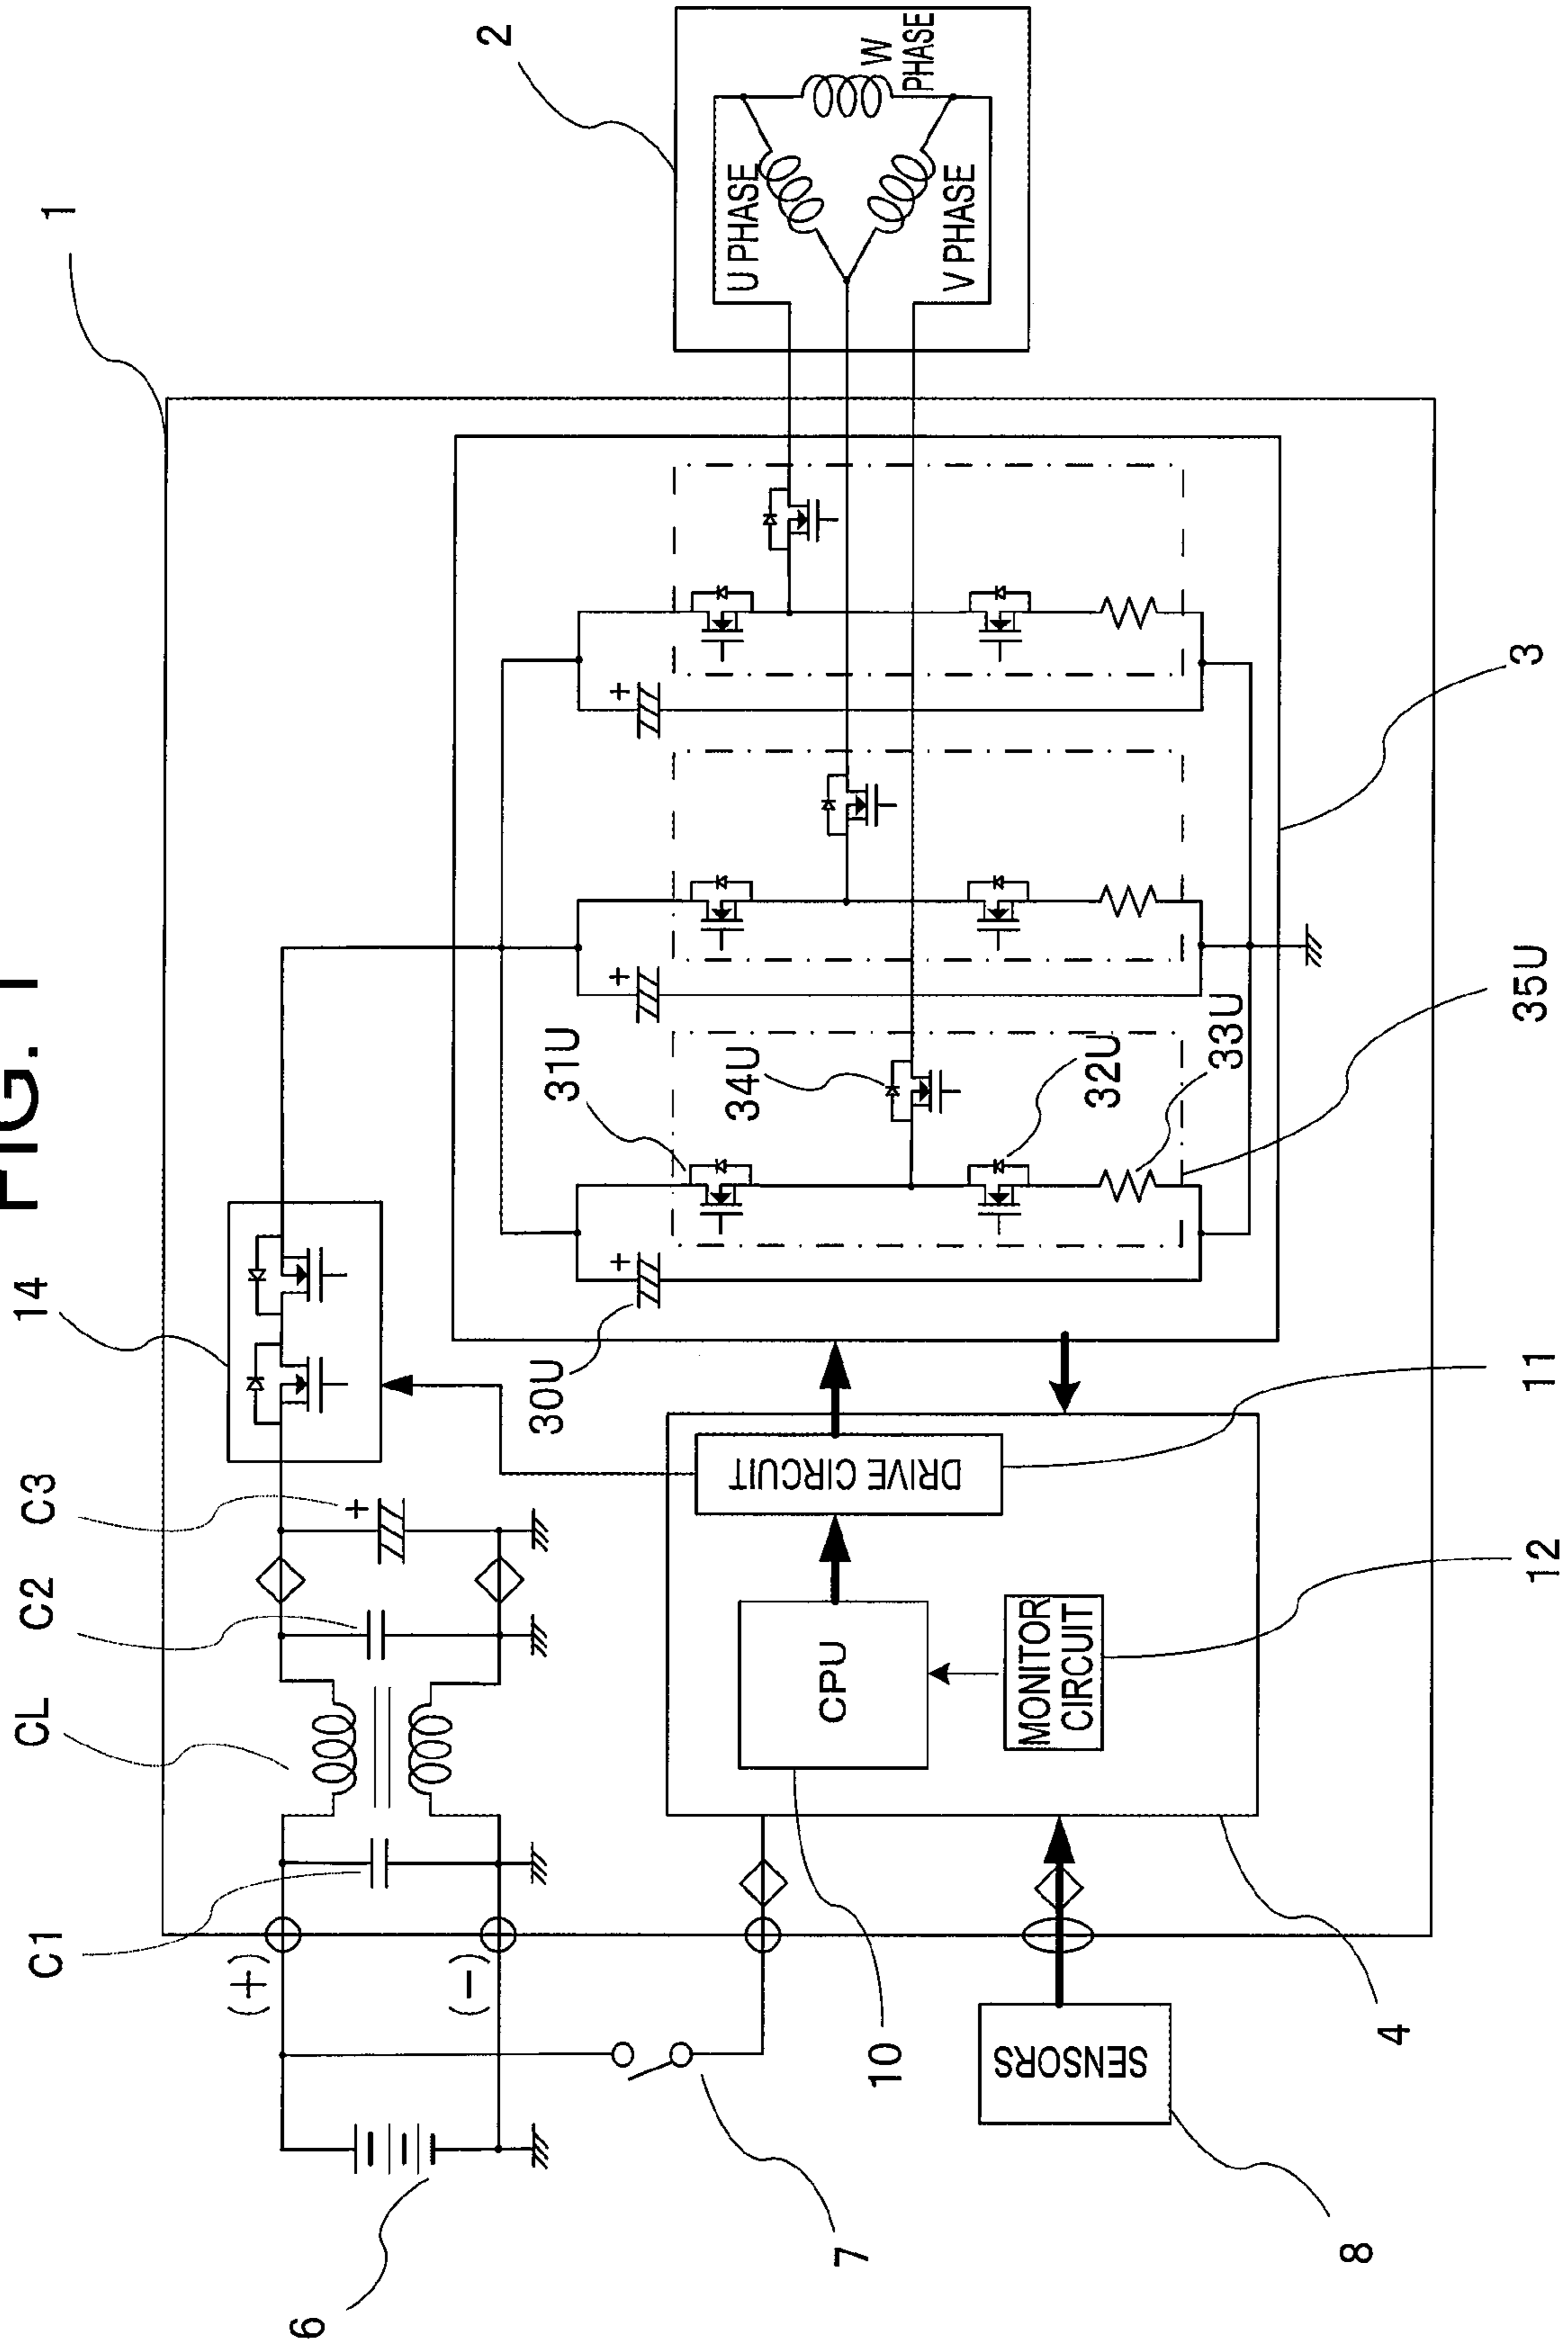 FIG. 1
1
2
14
C3
C2
CL
C1
U PHASE
W
PHASE
V PHASE
(+)
(-)
+
+
+
31U
34U
32U
33U
35U
30U
3
DRIVE CIRCUIT
CPU
MONITOR
CIRCUIT
11
12
10
4
SENSORS
6
7
8
+